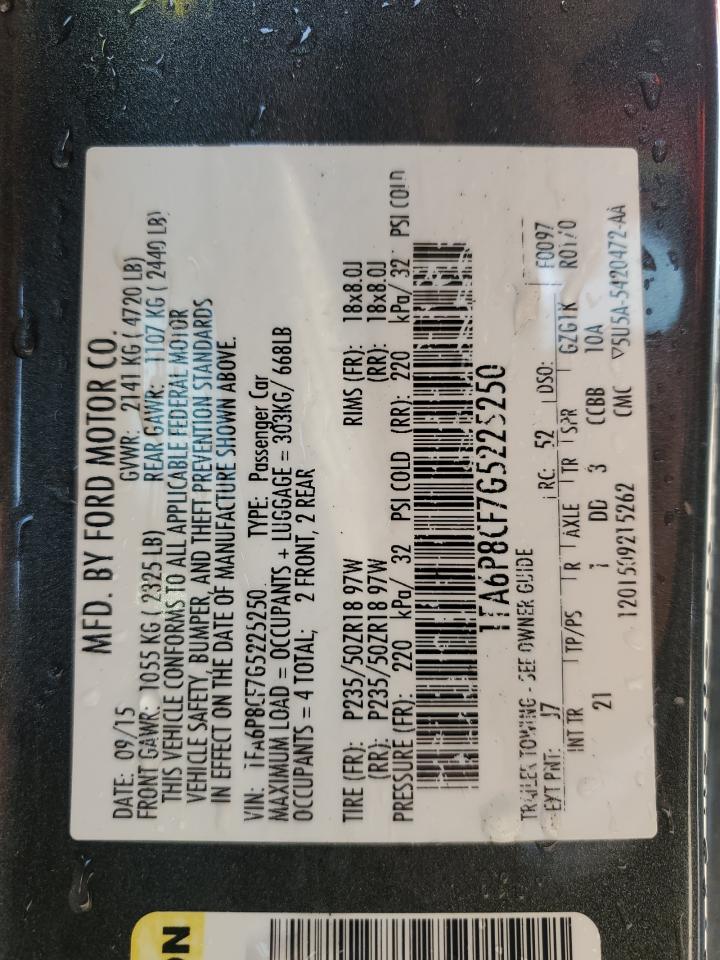 MFD. BY FORD MOTOR CO.
DATE: 09/15 GVWR: 2141 KG ( 4720 LB)
FRONT GAWR: 1055 KG ( 2325 LB) REAR GAWR: 1107 KG ( 2440 LB)
THIS VEHICLE CONFORMS TO ALL APPLICABLE FEDERAL MOTOR
VEHICLE SAFETY, BUMPER, AND THEFT PREVENTION STANDARDS
IN EFFECT ON THE DATE OF MANUFACTURE SHOWN ABOVE.
VIN: 1FA6P8CF7G5225250 TYPE: Passenger Car
MAXIMUM LOAD = OCCUPANTS + LUGGAGE = 303KG/ 668LB
OCCUPANTS = 4 TOTAL; 2 FRONT, 2 REAR
TIRE (FR): P235/50ZR18 97W RIMS (FR): 18x8.0J
(RR): P235/50ZR18 97W (RR): 18x8.0J
PRESSURE (FR): 220 kPa/ 32 PSI COLD (RR): 220 kPa/ 32 PSI COLD
1FA6P8CF7G5225250
TRAILER TOWING - SEE OWNER GUIDE
EXT PNT: J7 RC: 52 DSO: F0097
INT TR TP/PS R AXLE TR SPR GZG1K R0170
21 1 DD 3 CCBB 10A
1201509215262 CMC ▽5U5A-5420472-AA
ON